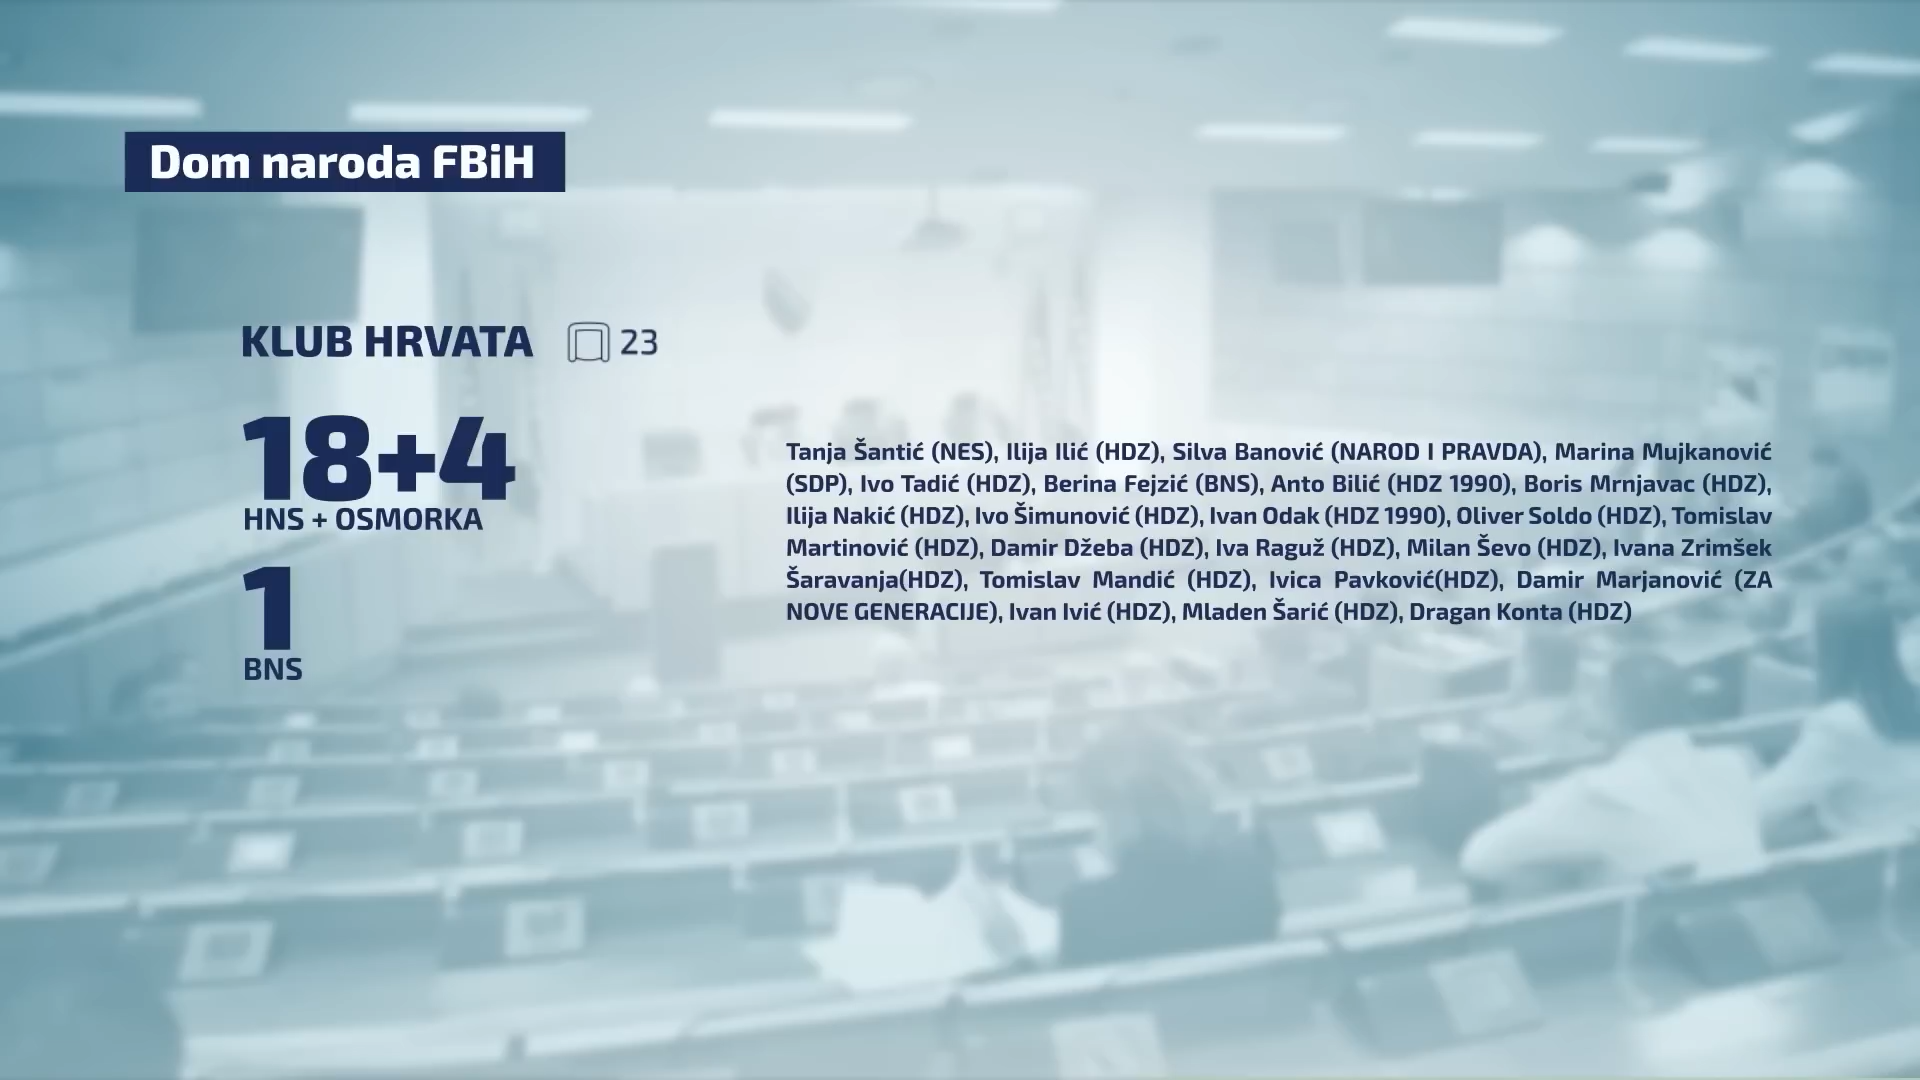 Dom naroda FBiH
KLUB HRVATA 23
18+4
HNS + OSMORKA
1
BNS
Tanja Šantić (NES), Ilija Ilić (HDZ), Silva Banović (NAROD I PRAVDA), Marina Mujkanović
(SDP), Ivo Tadić (HDZ), Berina Fejzić (BNS), Anto Bilić (HDZ 1990), Boris Mrnjavac (HDZ),
Ilija Nakić (HDZ), Ivo Šimunović (HDZ), Ivan Odak (HDZ 1990), Oliver Soldo (HDZ), Tomislav
Martinović (HDZ), Damir Džeba (HDZ), Iva Raguž (HDZ), Milan Ševo (HDZ), Ivana Zrimšek
Šaravanja(HDZ), Tomislav Mandić (HDZ), Ivica Pavković(HDZ), Damir Marjanović (ZA
NOVE GENERACIJE), Ivan Ivić (HDZ), Mladen Šarić (HDZ), Dragan Konta (HDZ)